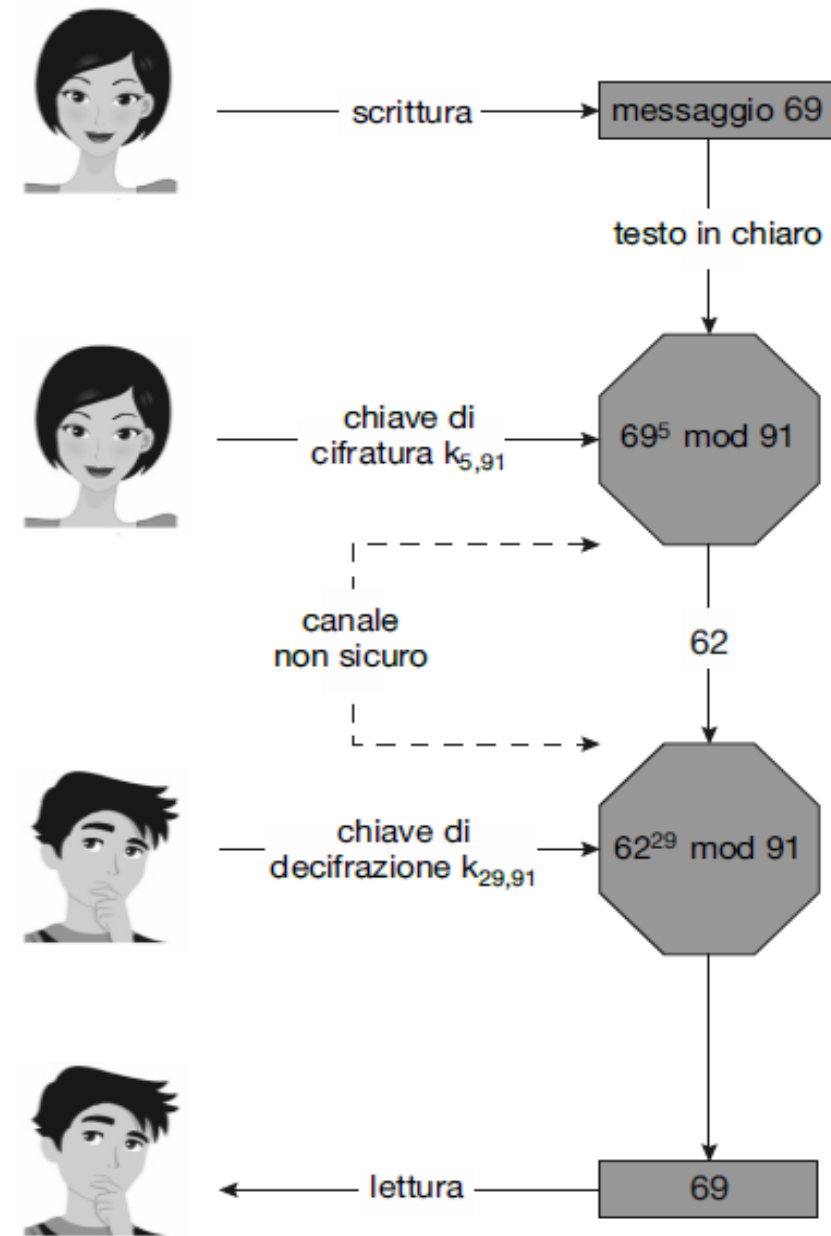 scrittura
messaggio 69
testo in chiaro
chiave di
cifratura k5,91
69⁵ mod 91
canale
non sicuro
62
chiave di
decifrazione k29,91
62²⁹ mod 91
lettura
69